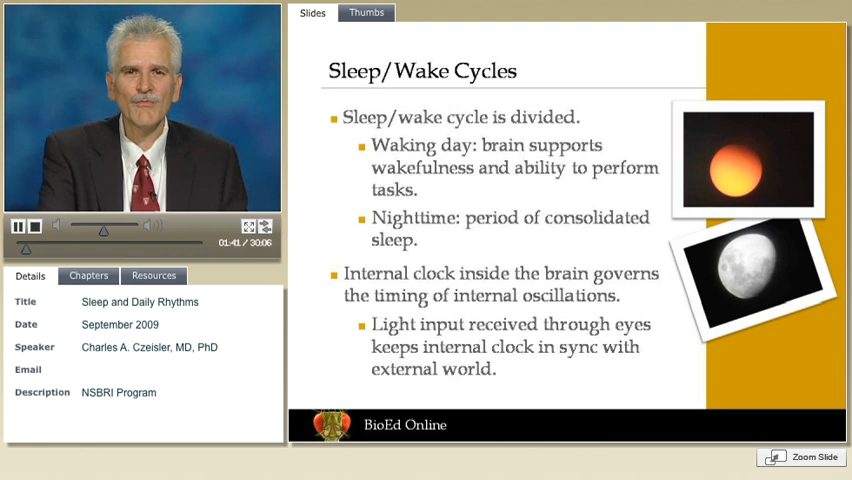 Slides
Thumbs
Sleep/Wake Cycles
Sleep/wake cycle is divided.
Waking day: brain supports
wakefulness and ability to perform
tasks.
Nighttime: period of consolidated
sleep.
Internal clock inside the brain governs
the timing of internal oscillations.
Light input received through eyes
keeps internal clock in sync with
external world.
BioEd Online
01:41 / 30:06
Details
Chapters
Resources
Title Sleep and Daily Rhythms
Date September 2009
Speaker Charles A. Czeisler, MD, PhD
Email
Description NSBRI Program
Zoom Slide